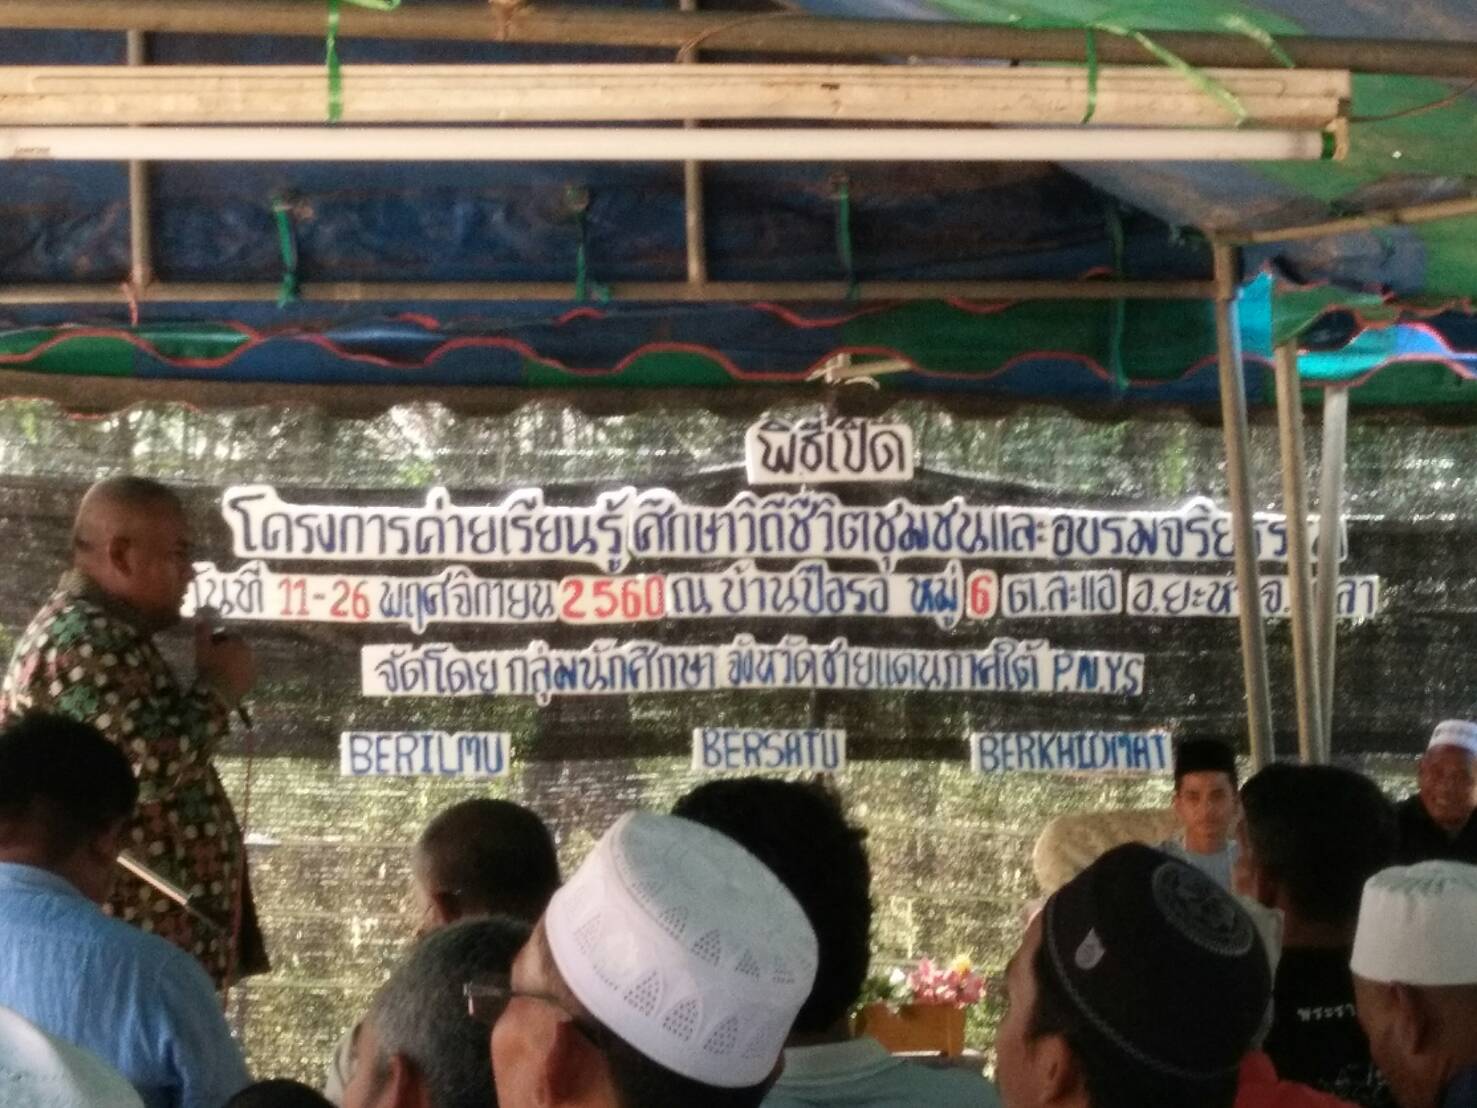 พิธีเปิด
โครงการค่ายเรียนรู้ศึกษาวิถีชีวิตชุมชนและอบรมจริยธรรม
วันที่ 11-26 พฤศจิกายน 2560 ณ บ้านปือรอ หมู่ 6 ต.ละแอ อ.ยะหา
จัดโดย กลุ่มนักศึกษา จังหวัดชายแดนภาคใต้ P.N.Y.S
BERILMU BERSATU BERKHIDMAT
พระรา